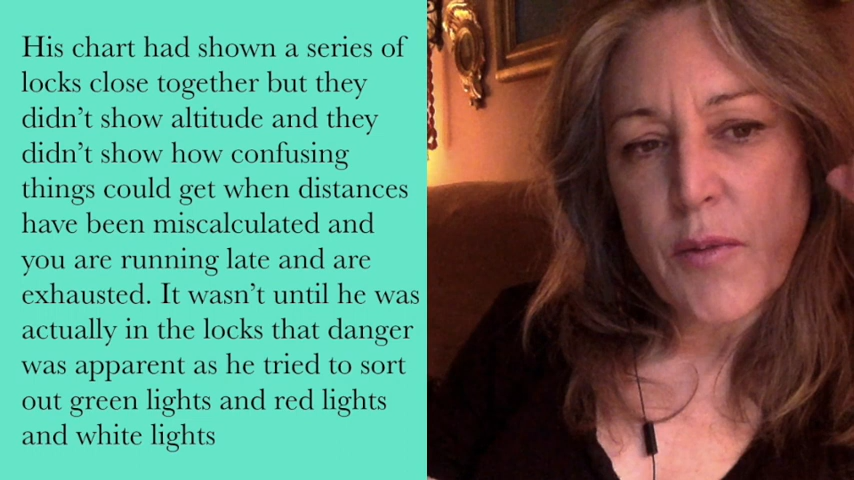 His chart had shown a series of
locks close together but they
didn’t show altitude and they
didn’t show how confusing
things could get when distances
have been miscalculated and
you are running late and are
exhausted. It wasn’t until he was
actually in the locks that danger
was apparent as he tried to sort
out green lights and red lights
and white lights